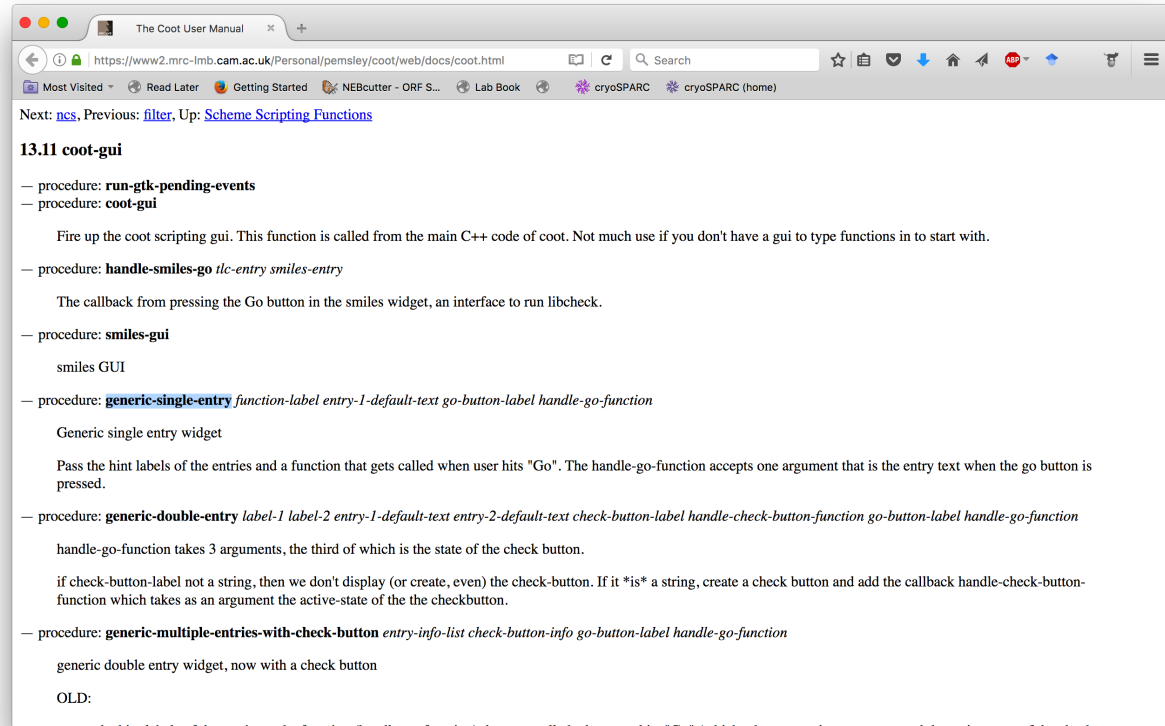 The Coot User Manual
https://www2.mrc-lmb.cam.ac.uk/Personal/pemsley/coot/web/docs/coot.html
Search
ABP
Most Visited
Read Later
Getting Started
NEBcutter - ORF S...
Lab Book
cryoSPARC
cryoSPARC (home)
Next: ncs, Previous: filter, Up: Scheme Scripting Functions
13.11 coot-gui
— procedure: run-gtk-pending-events
— procedure: coot-gui
Fire up the coot scripting gui. This function is called from the main C++ code of coot. Not much use if you don't have a gui to type functions in to start with.
— procedure: handle-smiles-go tlc-entry smiles-entry
The callback from pressing the Go button in the smiles widget, an interface to run libcheck.
— procedure: smiles-gui
smiles GUI
— procedure: generic-single-entry function-label entry-1-default-text go-button-label handle-go-function
Generic single entry widget
Pass the hint labels of the entries and a function that gets called when user hits "Go". The handle-go-function accepts one argument that is the entry text when the go button is
pressed.
— procedure: generic-double-entry label-1 label-2 entry-1-default-text entry-2-default-text check-button-label handle-check-button-function go-button-label handle-go-function
handle-go-function takes 3 arguments, the third of which is the state of the check button.
if check-button-label not a string, then we don't display (or create, even) the check-button. If it *is* a string, create a check button and add the callback handle-check-button-
function which takes as an argument the active-state of the the checkbutton.
— procedure: generic-multiple-entries-with-check-button entry-info-list check-button-info go-button-label handle-go-function
generic double entry widget, now with a check button
OLD: